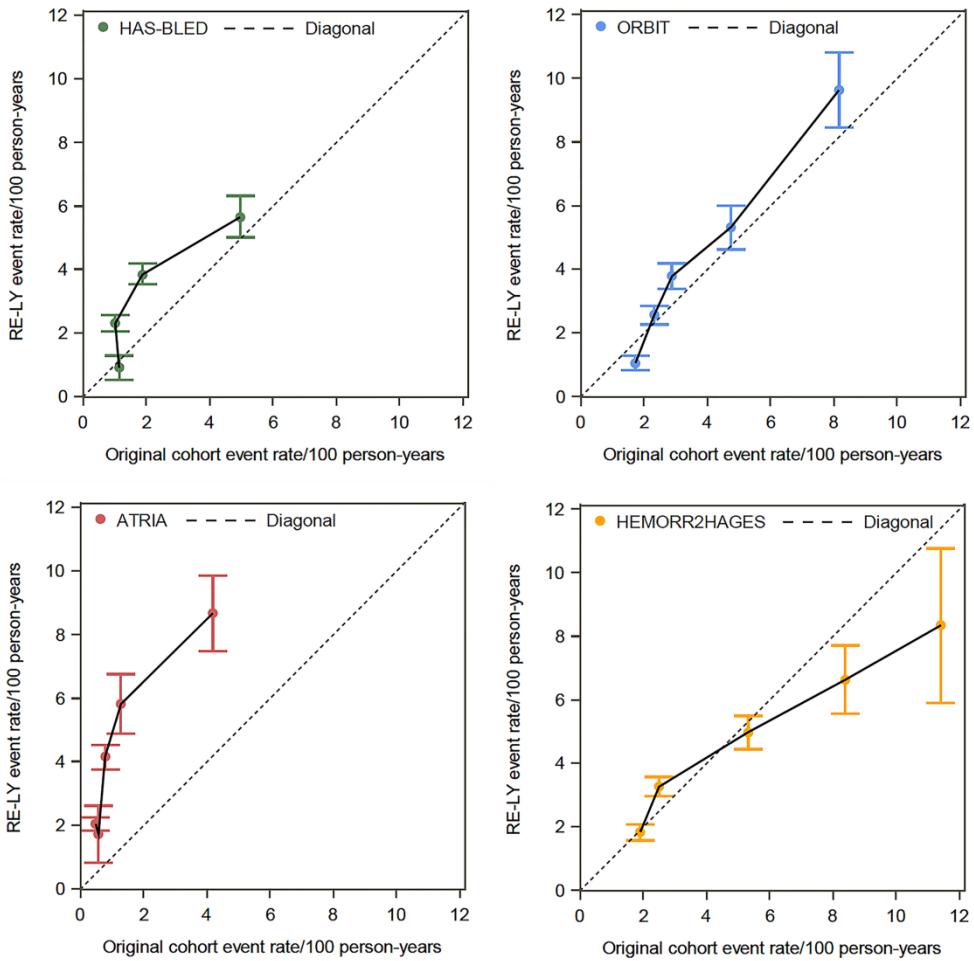 HAS-BLED Diagonal
12
10
8
6
4
2
0
RE-LY event rate/100 person-years
0 2 4 6 8 10 12
Original cohort event rate/100 person-years
ORBIT Diagonal
12
10
8
6
4
2
0
RE-LY event rate/100 person-years
0 2 4 6 8 10 12
Original cohort event rate/100 person-years
ATRIA Diagonal
12
10
8
6
4
2
0
RE-LY event rate/100 person-years
0 2 4 6 8 10 12
Original cohort event rate/100 person-years
HEMORR2HAGES Diagonal
12
10
8
6
4
2
0
RE-LY event rate/100 person-years
0 2 4 6 8 10 12
Original cohort event rate/100 person-years